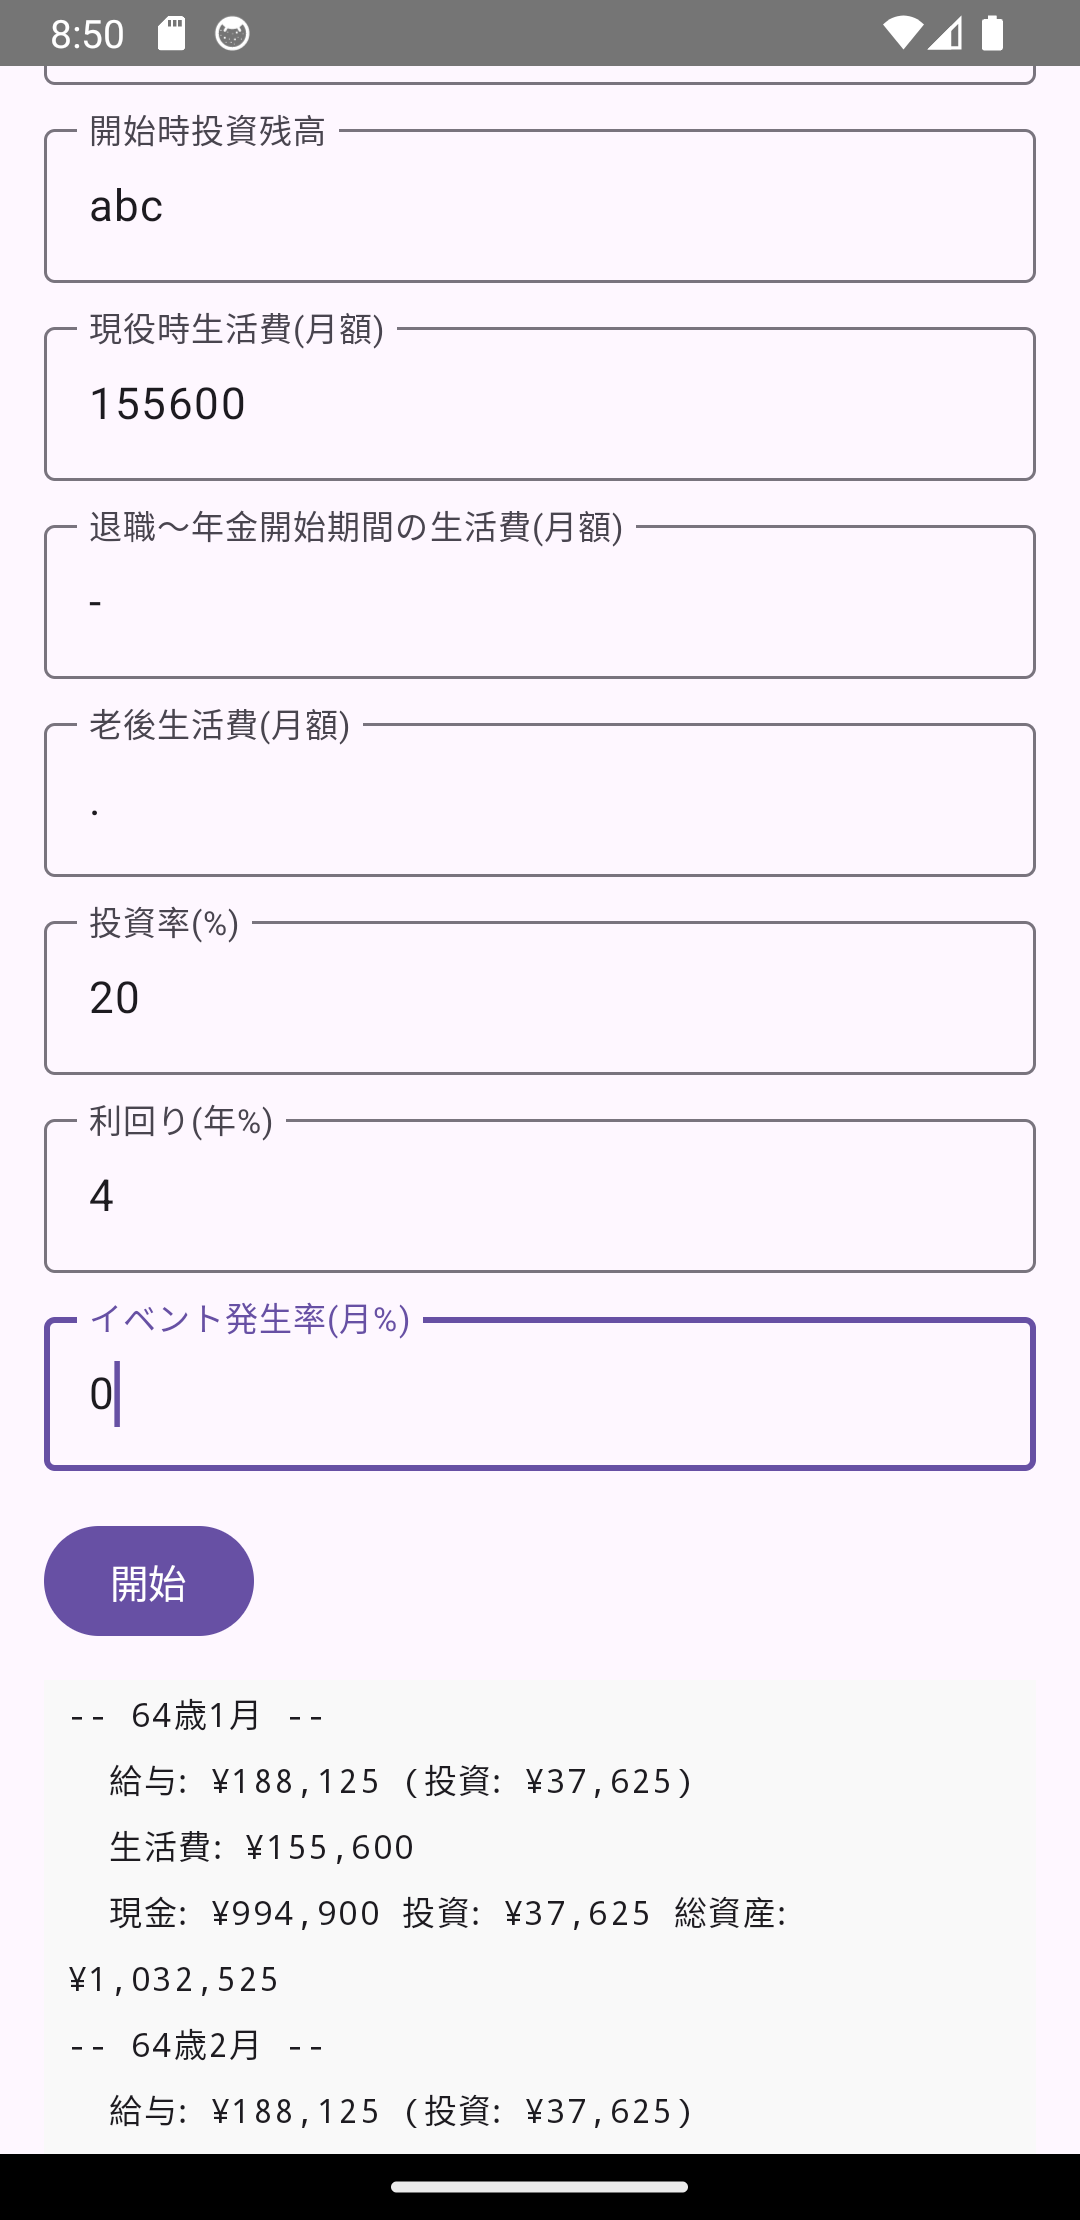 8:50
開始時投資残高
abc
現役時生活費(月額)
155600
退職〜年金開始期間の生活費(月額)
-
老後生活費(月額)
.
投資率(%)
20
利回り(年%)
4
イベント発生率(月%)
0
開始
-- 64歳1月 --
給与: ¥188,125 (投資: ¥37,625)
生活費: ¥155,600
現金: ¥994,900 投資: ¥37,625 総資産:
¥1,032,525
-- 64歳2月 --
給与: ¥188,125 (投資: ¥37,625)